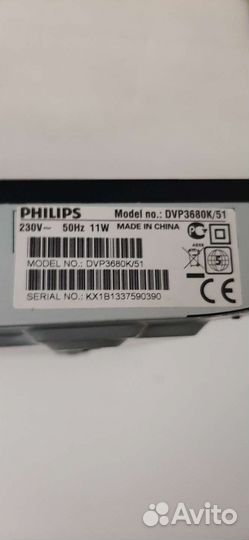 PHILIPS Model no.: DVP3680K/51
230V~ 50Hz 11W MADE IN CHINA
MODEL NO.: DVP3680K/51
SERIAL NO.: KX1B1337590390
Avito